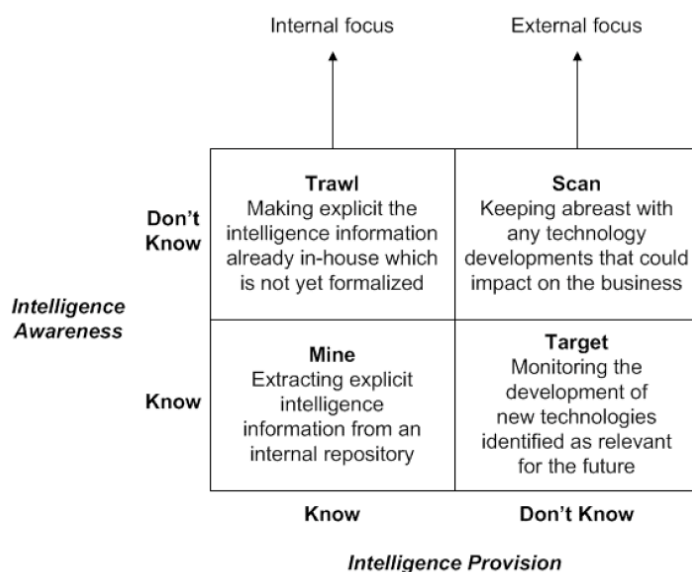 Internal focus
External focus
Trawl
Making explicit the
intelligence information
already in-house which
is not yet formalized
Scan
Keeping abreast with
any technology
developments that could
impact on the business
Don't
Know
Intelligence
Awareness
Mine
Extracting explicit
intelligence
information from an
internal repository
Target
Monitoring the
development of
new technologies
identified as relevant
for the future
Know
Know
Don't Know
Intelligence Provision